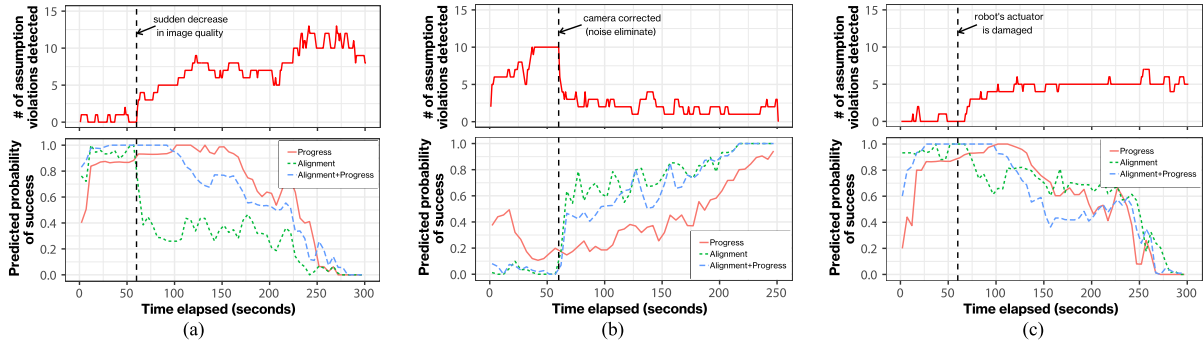 # of assumption
violations detected
15
10
5
0
sudden decrease
in image quality
Predicted probability
of success
1.0
0.8
0.6
0.4
0.2
0.0
Progress
Alignment
Alignment+Progress
0
50
100
150
200
250
300
Time elapsed (seconds)
(a)
# of assumption
violations detected
15
10
5
0
camera corrected
(noise eliminate)
Predicted probability
of success
1.0
0.8
0.6
0.4
0.2
0.0
Progress
Alignment
Alignment+Progress
0
50
100
150
200
250
Time elapsed (seconds)
(b)
# of assumption
violations detected
15
10
5
0
robot's actuator
is damaged
Predicted probability
of success
1.0
0.8
0.6
0.4
0.2
0.0
Progress
Alignment
Alignment+Progress
0
50
100
150
200
250
300
Time elapsed (seconds)
(c)